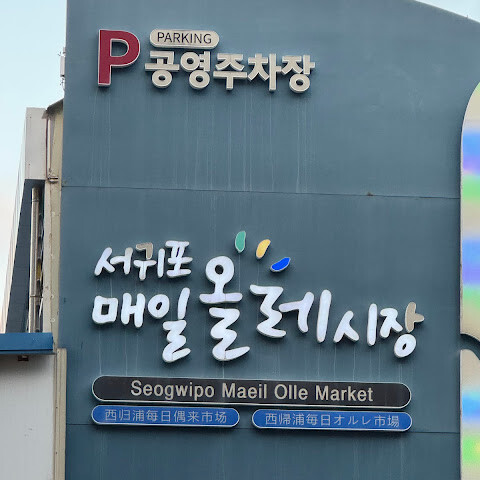 P PARKING
공영주차장
서귀포
매일올레시장
Seogwipo Maeil Olle Market
西归浦每日偶来市场 西帰浦毎日オルレ市場